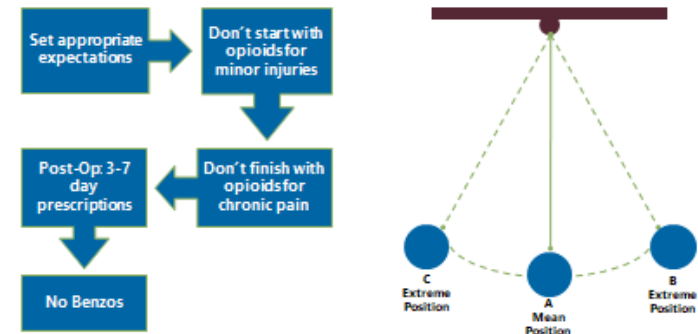 Set appropriate
expectations
Don't start with
opioids for
minor injuries
Don't finish with
opioids for
chronic pain
Post-Op: 3-7
day
prescriptions
No Benzos
C
Extreme
Position
A
Mean
Position
B
Extreme
Position